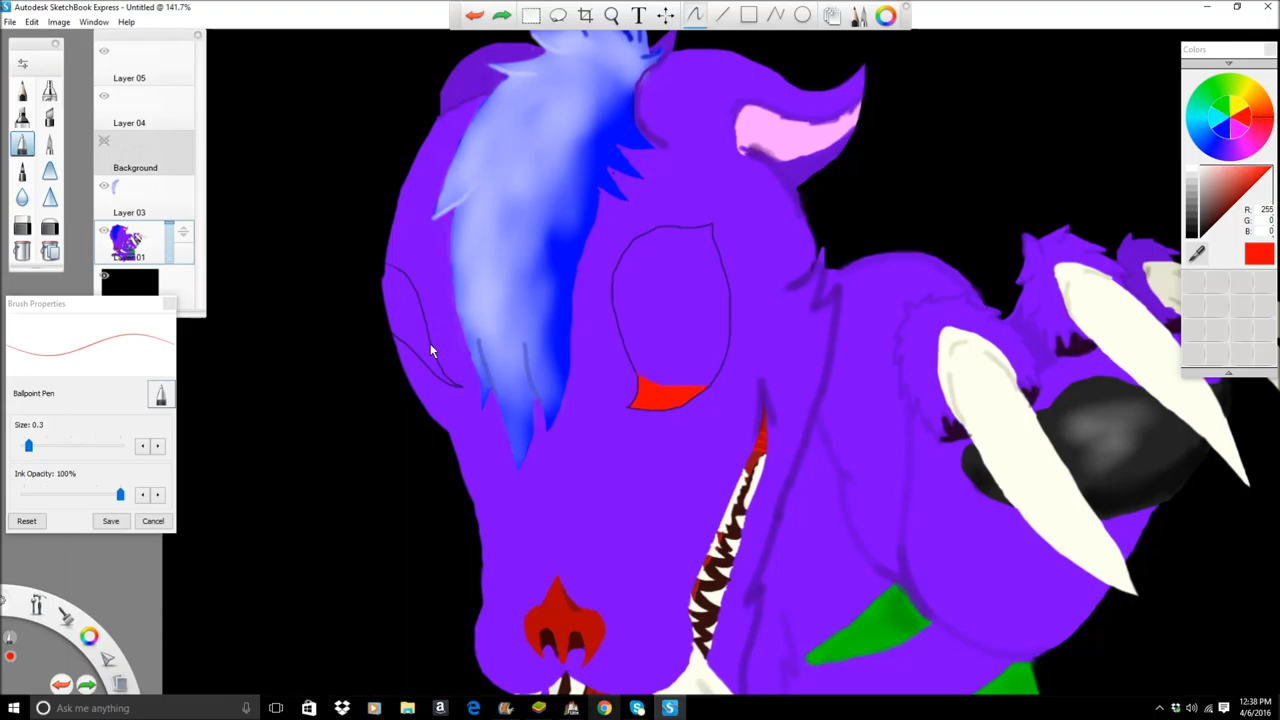 Autodesk SketchBook Express - Untitled @ 141.7%
File Edit Image Window Help
T
Layer 05
Layer 04
Background
Layer 03
Brush Properties
Ballpoint Pen
Size: 0.3
Ink Opacity: 100%
Reset Save Cancel
Colors
R: 255
G: 0
B: 0
Ask me anything
12:38 PM
4/6/2016